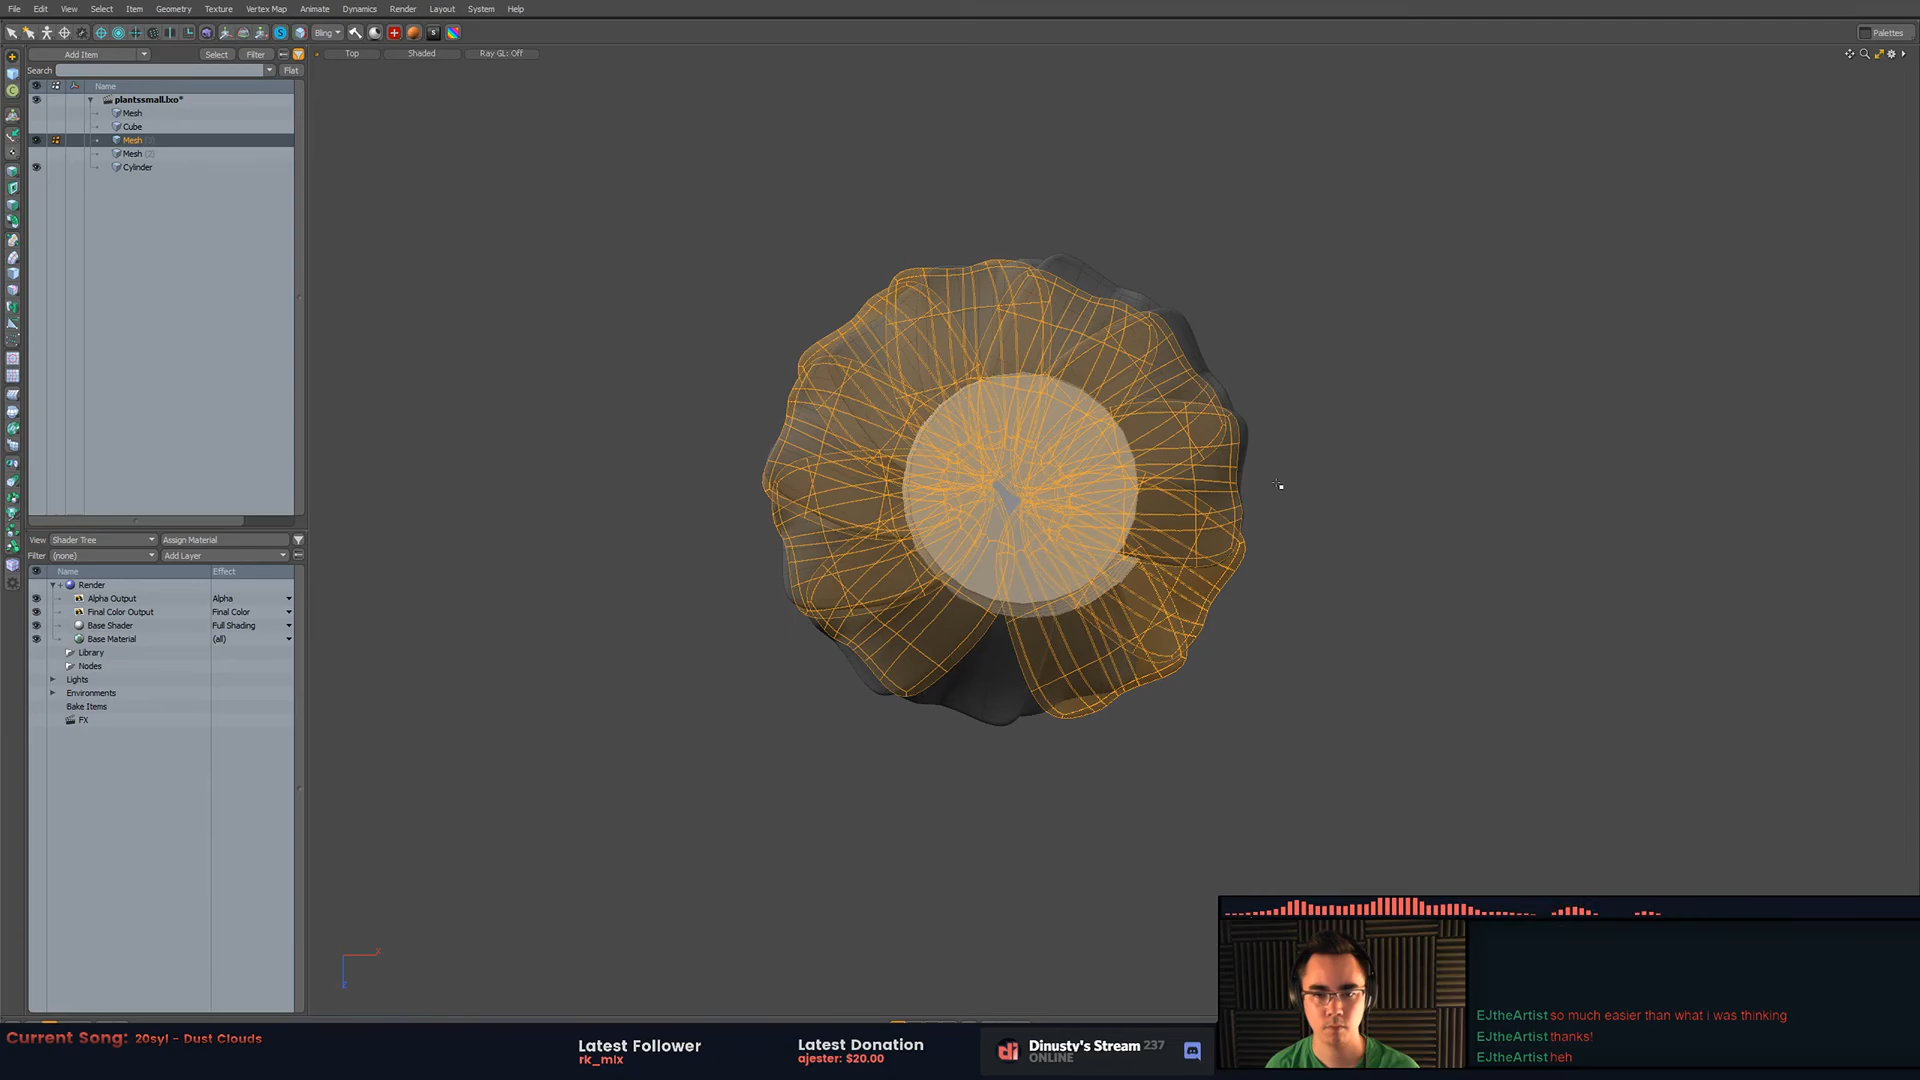 File Edit View Select Item Geometry Texture Vertex Map Animate Dynamics Render Layout System Help
Bling
Palettes
Add Item Select Filter
Top Shaded Ray GL: Off
Search Flat
Name
plantssmall.lxo*
Mesh
Cube
Mesh (3)
Mesh (2)
Cylinder
View Shader Tree Assign Material
Filter (none) Add Layer
Name Effect
Render
Alpha Output Alpha
Final Color Output Final Color
Base Shader Full Shading
Base Material (all)
Library
Nodes
Lights
Environments
Bake Items
FX
X
Z
EJtheArtist so much easier than what i was thinking
EJtheArtist thanks!
EJtheArtist heh
Current Song: 20syl - Dust Clouds
Latest Follower
rk_mix
Latest Donation
ajester: $20.00
Dinusty's Stream 237
ONLINE